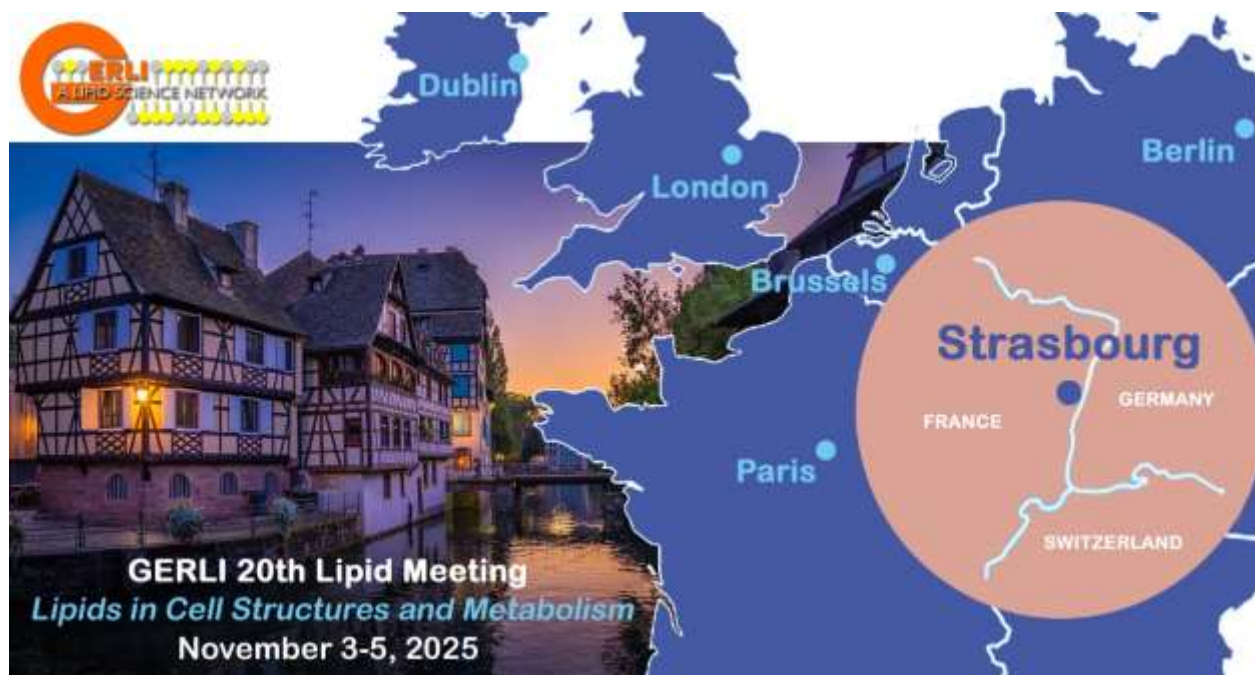 GERLI
A LIPID SCIENCE NETWORK
Dublin
London
Berlin
Brussels
Strasbourg
FRANCE
GERMANY
Paris
SWITZERLAND
GERLI 20th Lipid Meeting
Lipids in Cell Structures and Metabolism
November 3-5, 2025